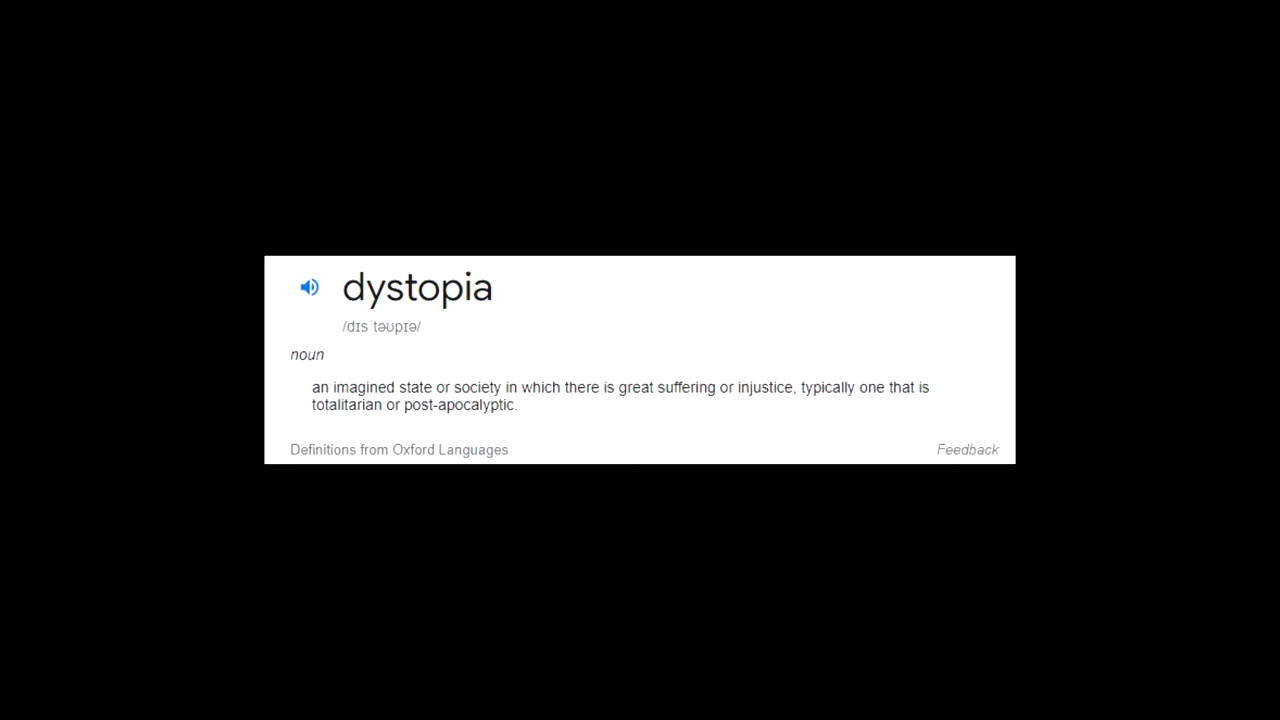 dystopia
/dɪsˈtəʊpɪə/
noun
an imagined state or society in which there is great suffering or injustice, typically one that is
totalitarian or post-apocalyptic.
Definitions from Oxford Languages
Feedback